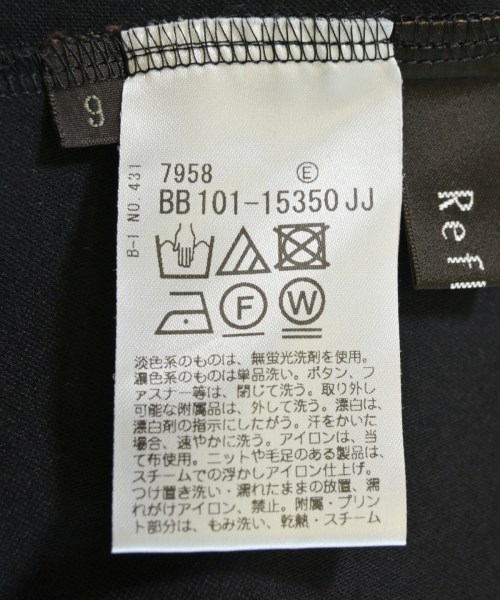 9
B-1 NO.431
7958 E
BB101-15350JJ
F W
淡色系のものは、無蛍光洗剤を使用。
濃色系のものは単品洗い。ボタン、フ
ァスナー等は、閉じて洗う。取り外し
可能な附属品は、外して洗う。漂白は、
漂白剤の指示にしたがう。汗をかいた
場合、速やかに洗う。アイロンは、当
て布使用。ニットや毛足のある製品は、
スチームでの浮かしアイロン仕上げ。
つけ置き洗い・濡れたままの放置、濡
れがけアイロン、禁止。附属・プリン
ト部分は、もみ洗い、乾熱・スチーム
Ref